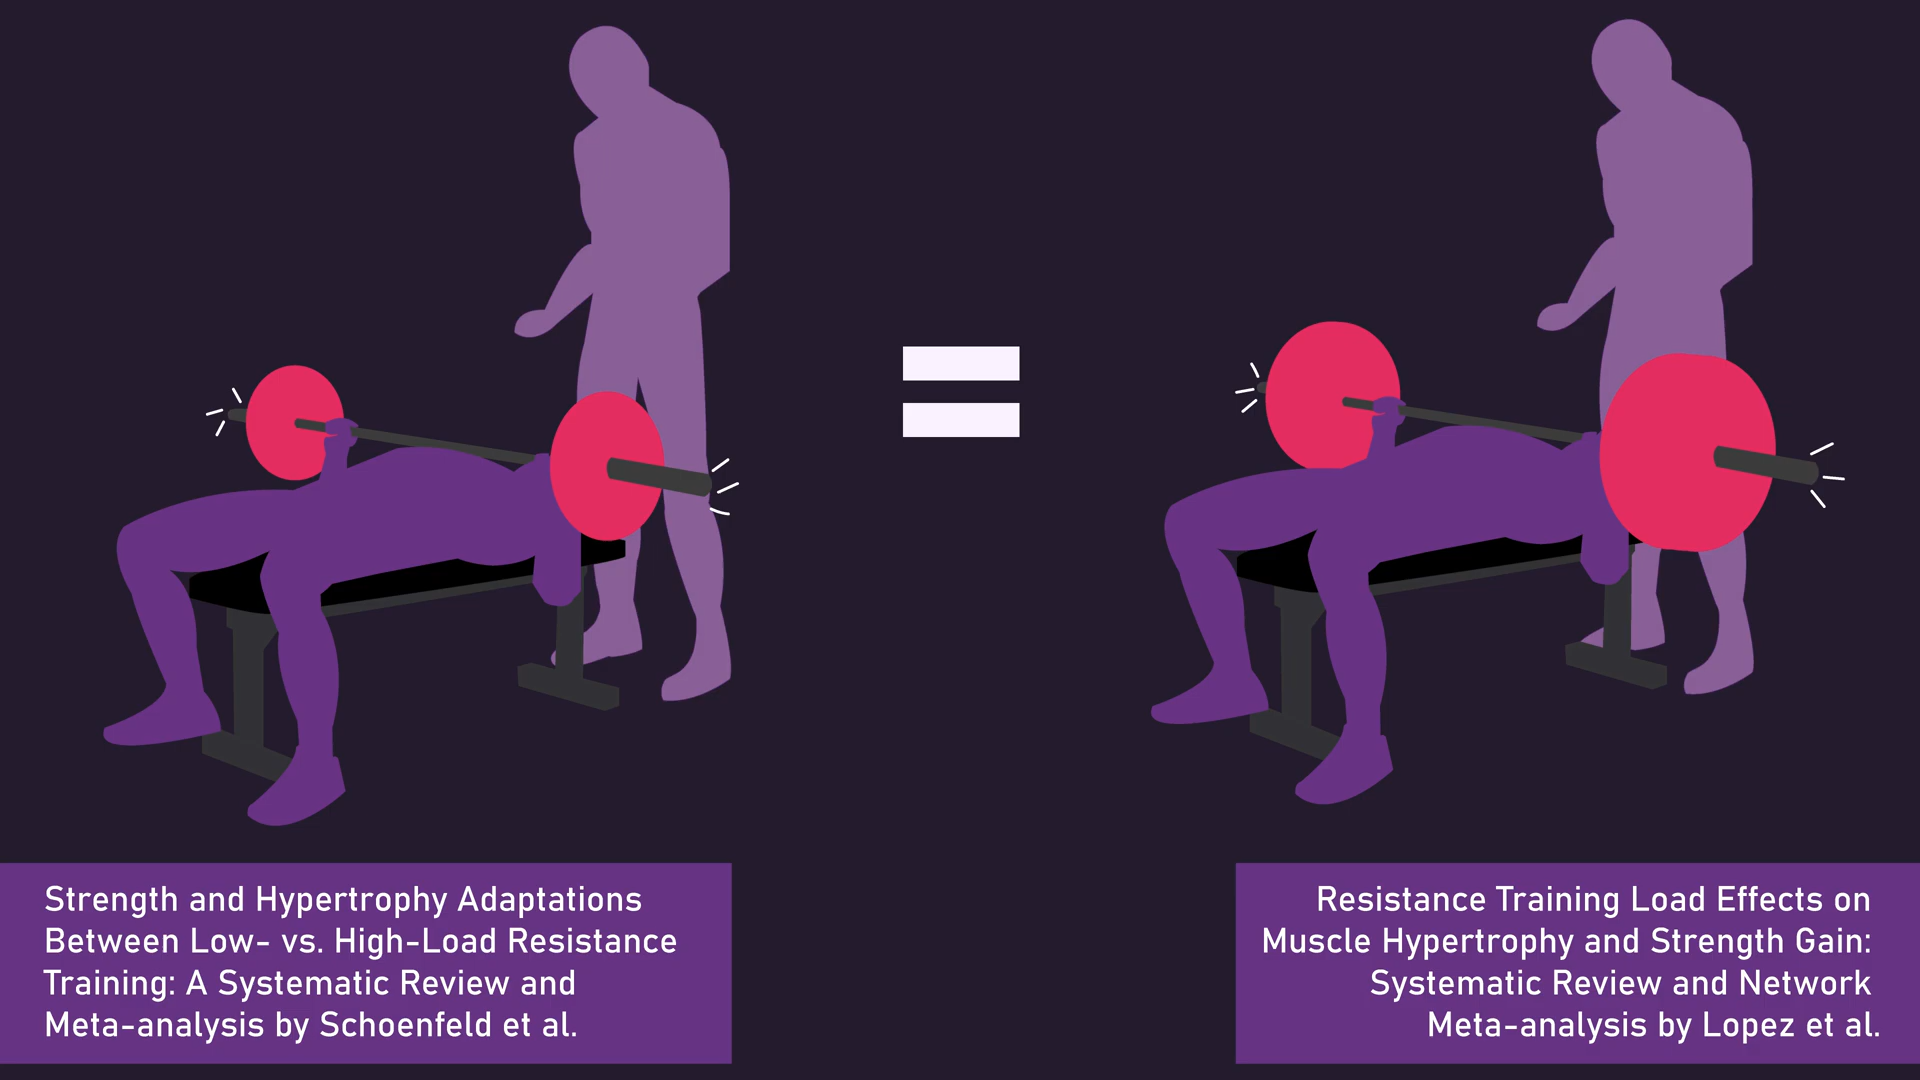 Strength and Hypertrophy Adaptations
Between Low- vs. High-Load Resistance
Training: A Systematic Review and
Meta-analysis by Schoenfeld et al.
Resistance Training Load Effects on
Muscle Hypertrophy and Strength Gain:
Systematic Review and Network
Meta-analysis by Lopez et al.